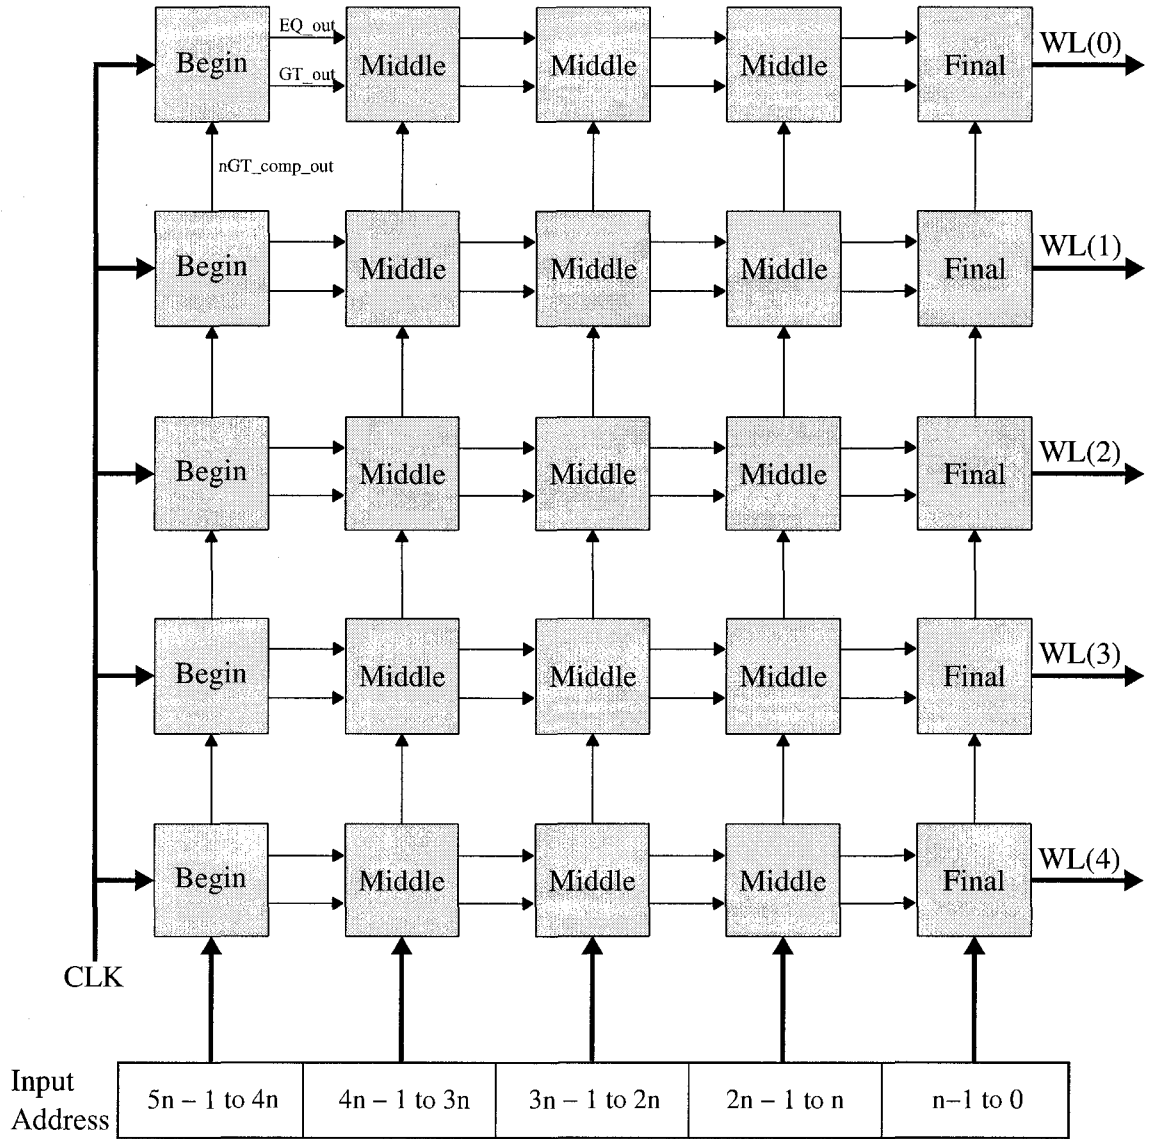 EQ_out
Begin Middle Middle Middle Final WL(0)
GT_out
nGT_comp_out
Begin Middle Middle Middle Final WL(1)
Begin Middle Middle Middle Final WL(2)
Begin Middle Middle Middle Final WL(3)
Begin Middle Middle Middle Final WL(4)
CLK
Input Address
5n – 1 to 4n 4n – 1 to 3n 3n – 1 to 2n 2n – 1 to n n–1 to 0